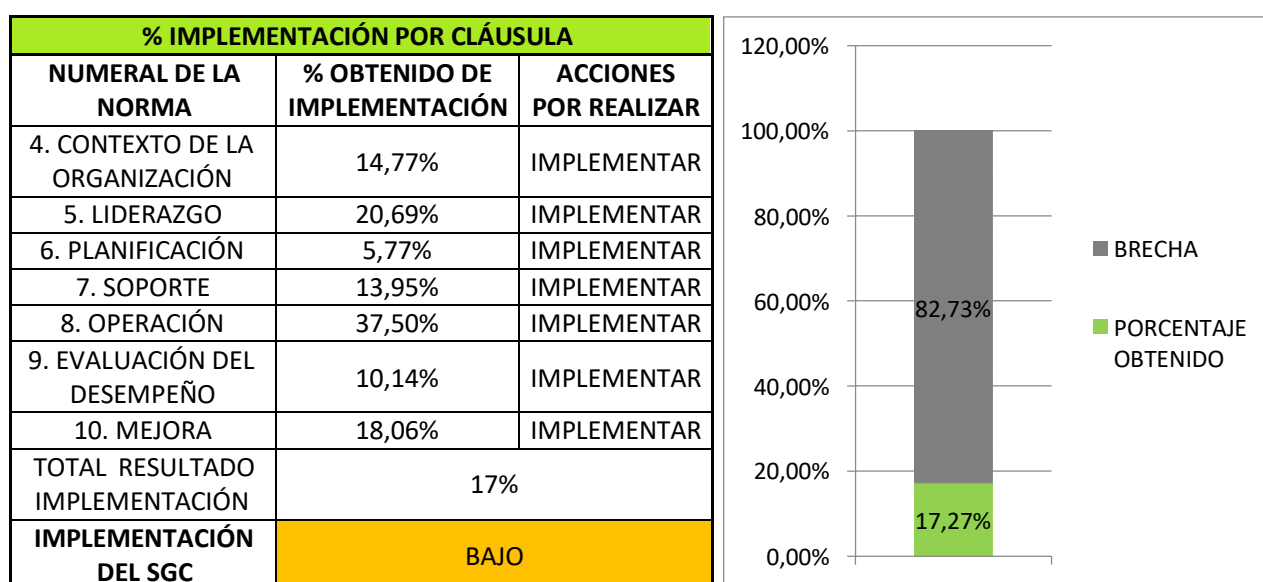 % IMPLEMENTACIÓN POR CLÁUSULA
NUMERAL DE LA NORMA
% OBTENIDO DE IMPLEMENTACIÓN
ACCIONES POR REALIZAR
4. CONTEXTO DE LA ORGANIZACIÓN
14,77%
IMPLEMENTAR
5. LIDERAZGO
20,69%
IMPLEMENTAR
6. PLANIFICACIÓN
5,77%
IMPLEMENTAR
7. SOPORTE
13,95%
IMPLEMENTAR
8. OPERACIÓN
37,50%
IMPLEMENTAR
9. EVALUACIÓN DEL DESEMPEÑO
10,14%
IMPLEMENTAR
10. MEJORA
18,06%
IMPLEMENTAR
TOTAL RESULTADO IMPLEMENTACIÓN
17%
IMPLEMENTACIÓN DEL SGC
BAJO
120,00%
100,00%
80,00%
60,00%
40,00%
20,00%
0,00%
82,73%
17,27%
BRECHA
PORCENTAJE
OBTENIDO